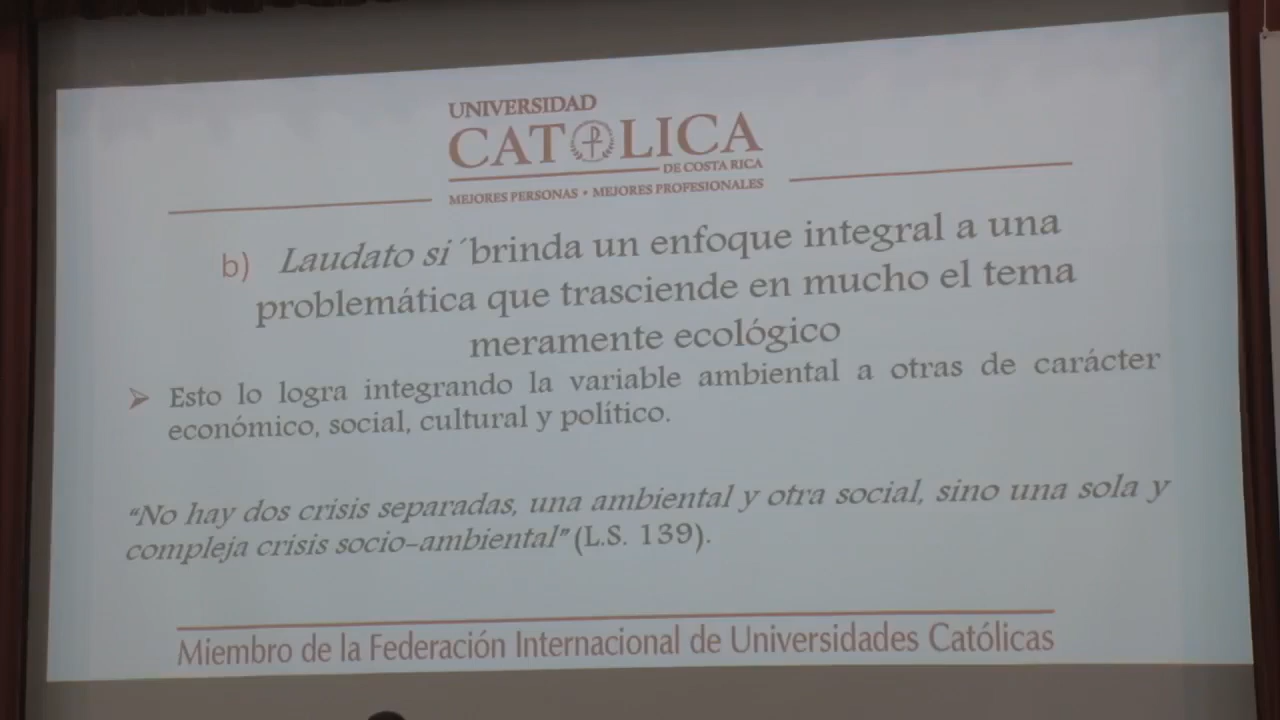 UNIVERSIDAD
CATOLICA
DE COSTA RICA
MEJORES PERSONAS • MEJORES PROFESIONALES
b) Laudato si´brinda un enfoque integral a una
problemática que trasciende en mucho el tema
meramente ecológico
➢ Esto lo logra integrando la variable ambiental a otras de carácter
económico, social, cultural y político.
“No hay dos crisis separadas, una ambiental y otra social, sino una sola y
compleja crisis socio-ambiental” (L.S. 139).
Miembro de la Federación Internacional de Universidades Católicas